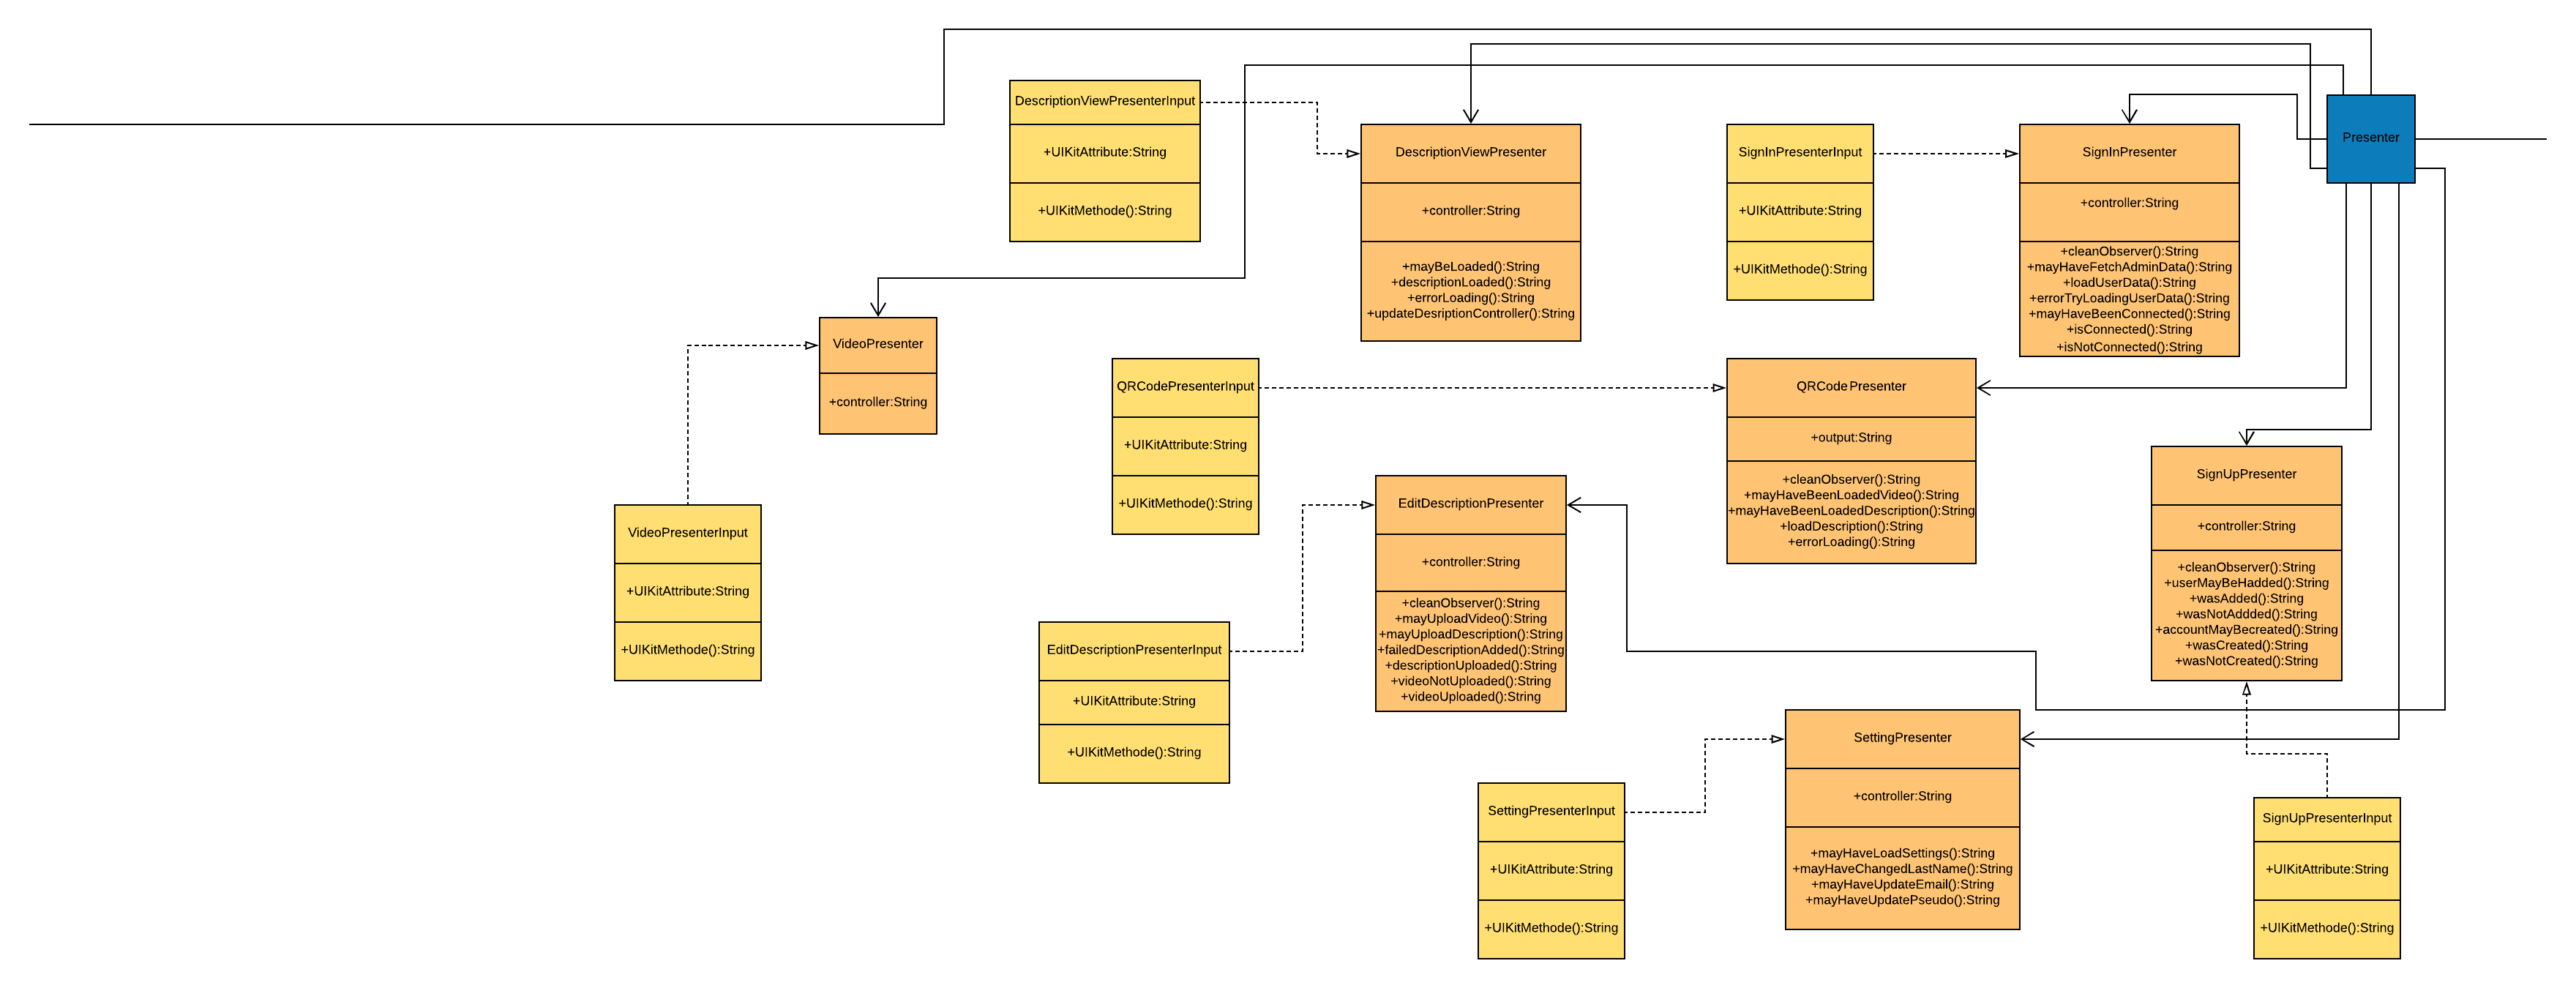 DescriptionViewPresenterInput
+UIKitAttribute:String
+UIKitMethode():String
DescriptionViewPresenter
+controller:String
+mayBeLoaded():String
+descriptionLoaded():String
+errorLoading():String
+updateDesriptionController():String
SignInPresenterInput
+UIKitAttribute:String
+UIKitMethode():String
SignInPresenter
+controller:String
+cleanObserver():String
+mayHaveFetchAdminData():String
+loadUserData():String
+errorTryLoadingUserData():String
+mayHaveBeenConnected():String
+isConnected():String
+isNotConnected():String
Presenter
VideoPresenter
+controller:String
QRCodePresenterInput
+UIKitAttribute:String
+UIKitMethode():String
QRCode Presenter
+output:String
+cleanObserver():String
+mayHaveBeenLoadedVideo():String
+mayHaveBeenLoadedDescription():String
+loadDescription():String
+errorLoading():String
SignUpPresenter
+controller:String
+cleanObserver():String
+userMayBeHadded():String
+wasAdded():String
+wasNotAddded():String
+accountMayBecreated():String
+wasCreated():String
+wasNotCreated():String
VideoPresenterInput
+UIKitAttribute:String
+UIKitMethode():String
EditDescriptionPresenter
+controller:String
+cleanObserver():String
+mayUploadVideo():String
+mayUploadDescription():String
+failedDescriptionAdded():String
+descriptionUploaded():String
+videoNotUploaded():String
+videoUploaded():String
EditDescriptionPresenterInput
+UIKitAttribute:String
+UIKitMethode():String
SettingPresenter
+controller:String
+mayHaveLoadSettings():String
+mayHaveChangedLastName():String
+mayHaveUpdateEmail():String
+mayHaveUpdatePseudo():String
SettingPresenterInput
+UIKitAttribute:String
+UIKitMethode():String
SignUpPresenterInput
+UIKitAttribute:String
+UIKitMethode():String